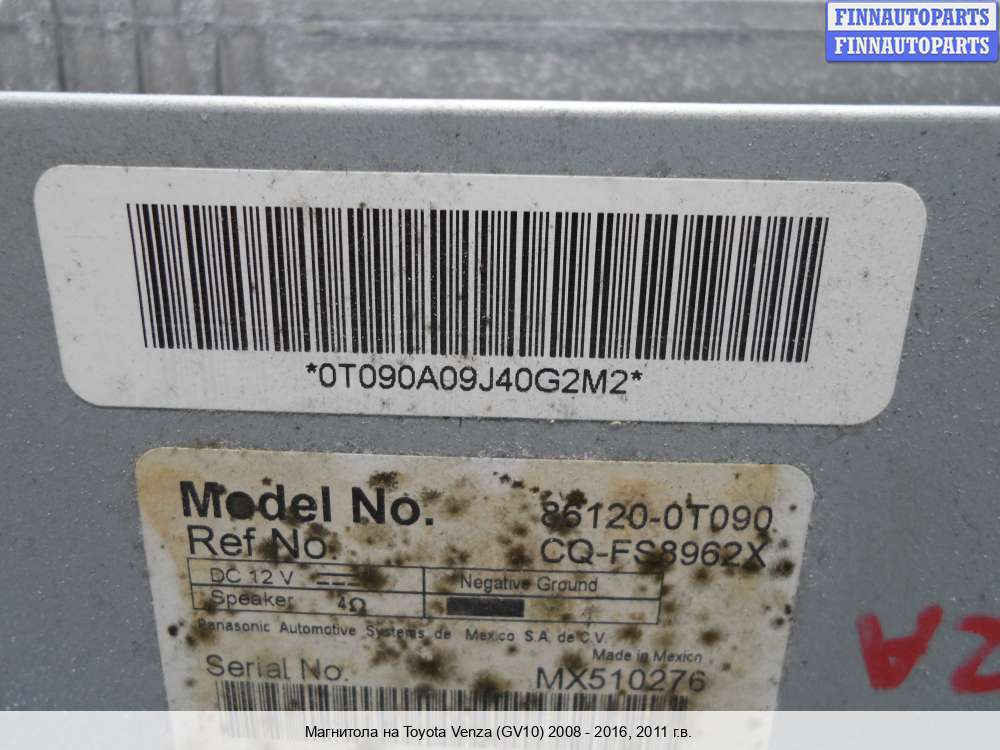 FINNAUTOPARTS
FINNAUTOPARTS
*0T090A09J40G2M2*
Model No. 86120-0T090
Ref No. CQ-FS8962X
DC 12 V Negative Ground
Speaker 4Ω
Panasonic Automotive Systems de Mexico S.A. de C.V.
Made in Mexico
Serial No. MX510276
2A
Магнитола на Toyota Venza (GV10) 2008 - 2016, 2011 г.в.